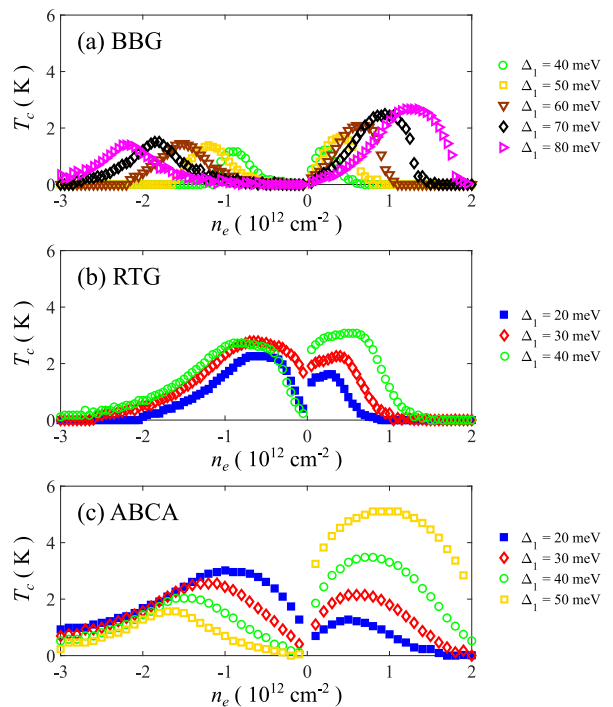 (a) BBG
T_c ( K )
6
4
2
0
-3 -2 -1 0 1 2
n_e ( 10^12 cm^-2 )
Δ_1 = 40 meV
Δ_1 = 50 meV
Δ_1 = 60 meV
Δ_1 = 70 meV
Δ_1 = 80 meV
(b) RTG
T_c ( K )
6
4
2
0
-3 -2 -1 0 1 2
n_e ( 10^12 cm^-2 )
Δ_1 = 20 meV
Δ_1 = 30 meV
Δ_1 = 40 meV
(c) ABCA
T_c ( K )
6
4
2
0
-3 -2 -1 0 1 2
n_e ( 10^12 cm^-2 )
Δ_1 = 20 meV
Δ_1 = 30 meV
Δ_1 = 40 meV
Δ_1 = 50 meV